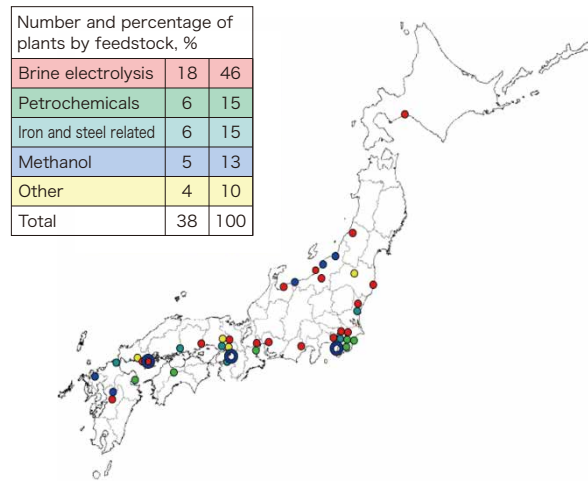 Number and percentage of
plants by feedstock, %
Brine electrolysis 18 46
Petrochemicals 6 15
Iron and steel related 6 15
Methanol 5 13
Other 4 10
Total 38 100